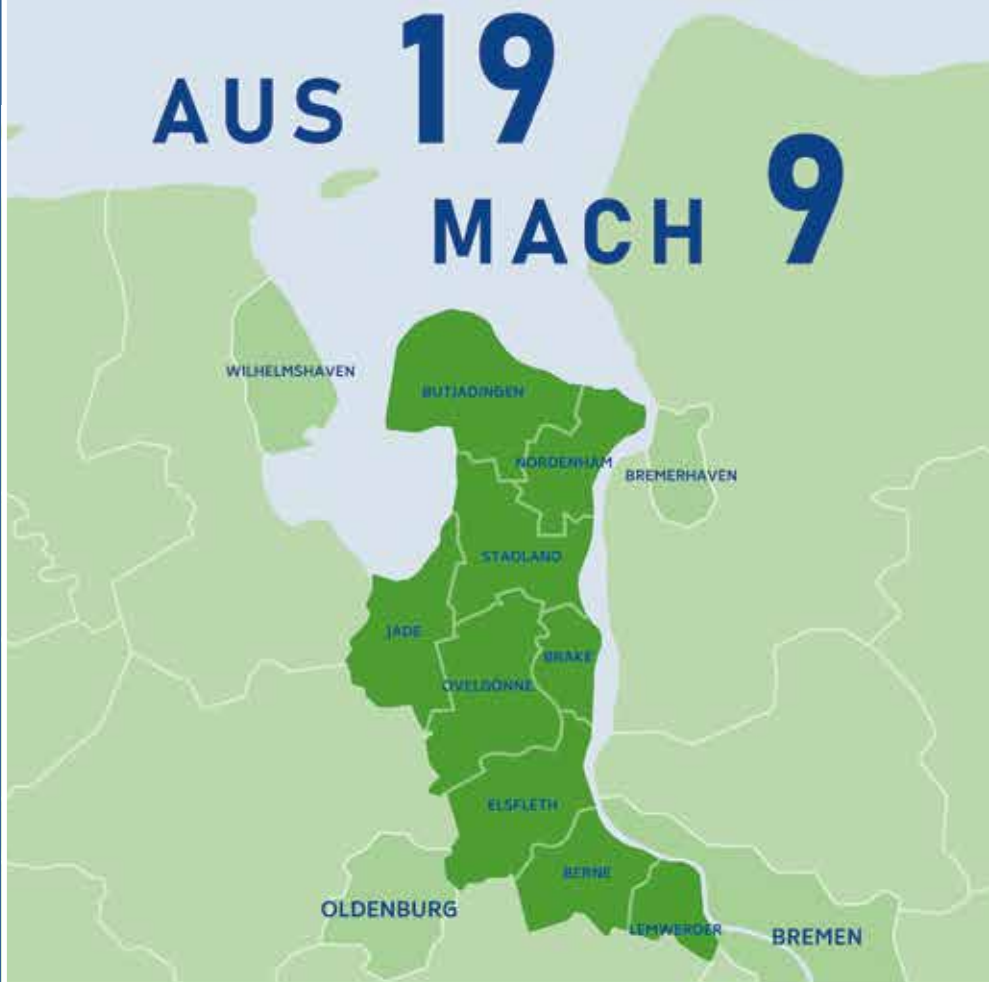 AUS 19
MACH 9
WILHELMSHAVEN
BUTJADINGEN
NORDENHAM
BREMERHAVEN
STADLAND
JADE
BRAKE
OVELGÖNNE
ELSFLETH
BERNE
OLDENBURG
LEMWERDER
BREMEN